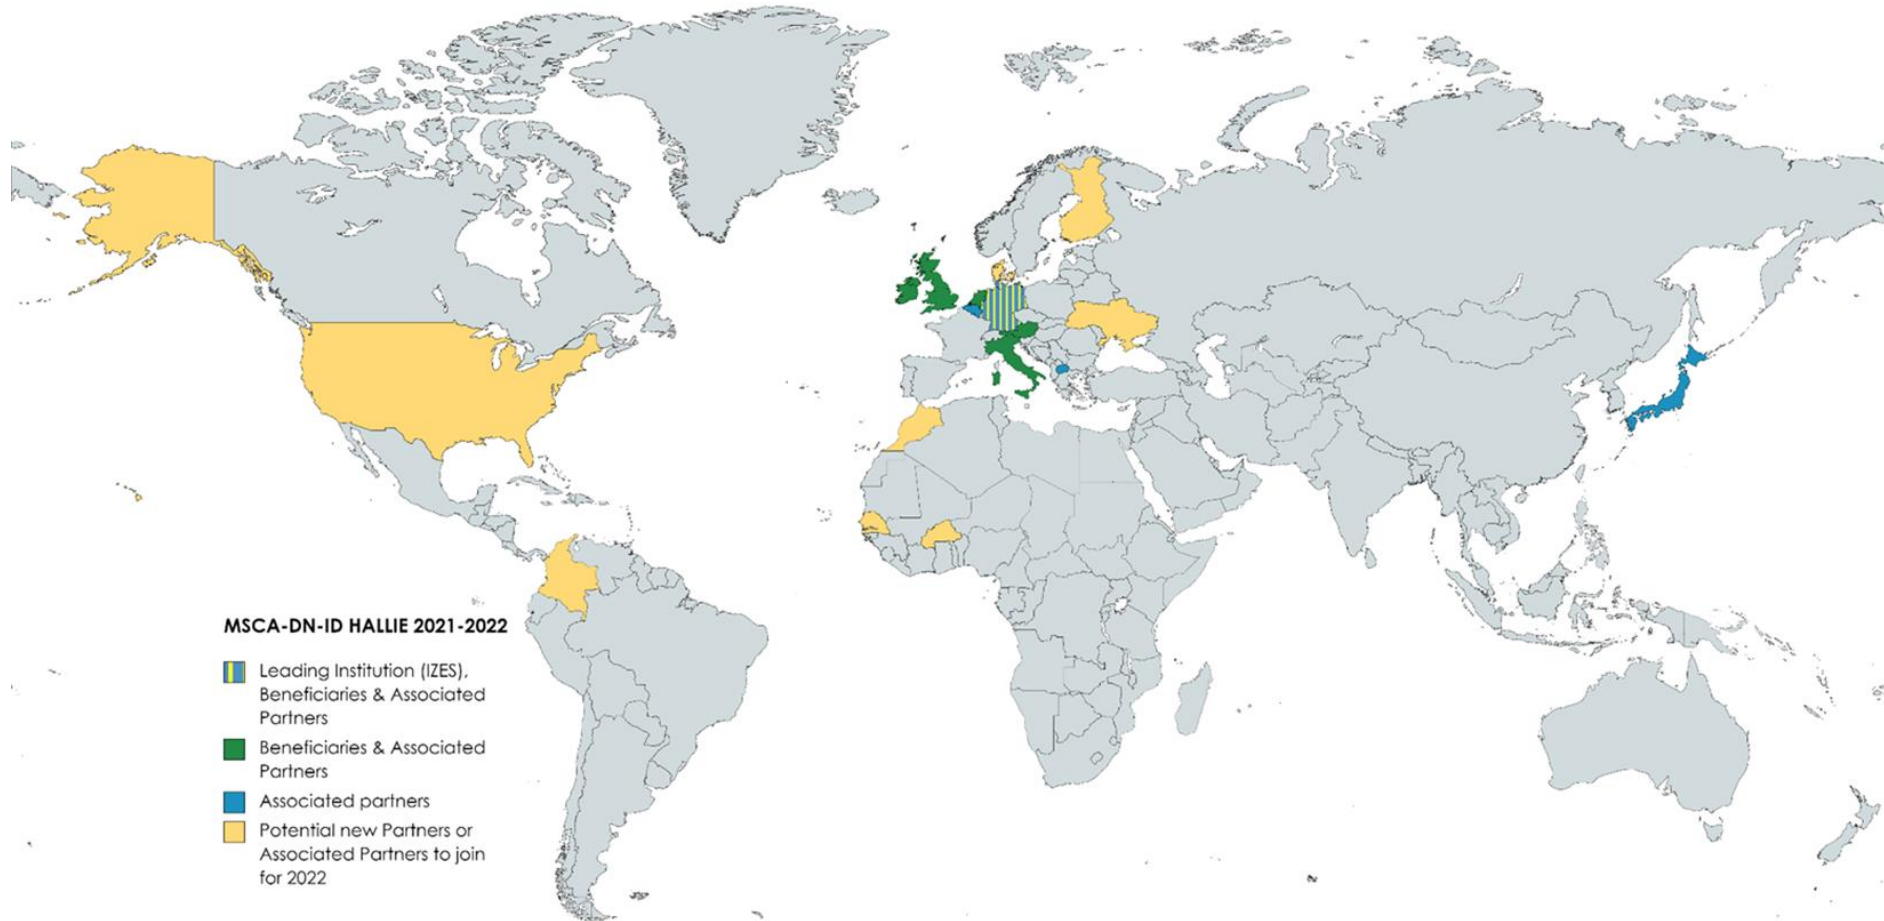 MSCA-DN-ID HALLIE 2021-2022
Leading Institution (IZES),
Beneficiaries & Associated
Partners
Beneficiaries & Associated
Partners
Associated partners
Potential new Partners or
Associated Partners to join
for 2022